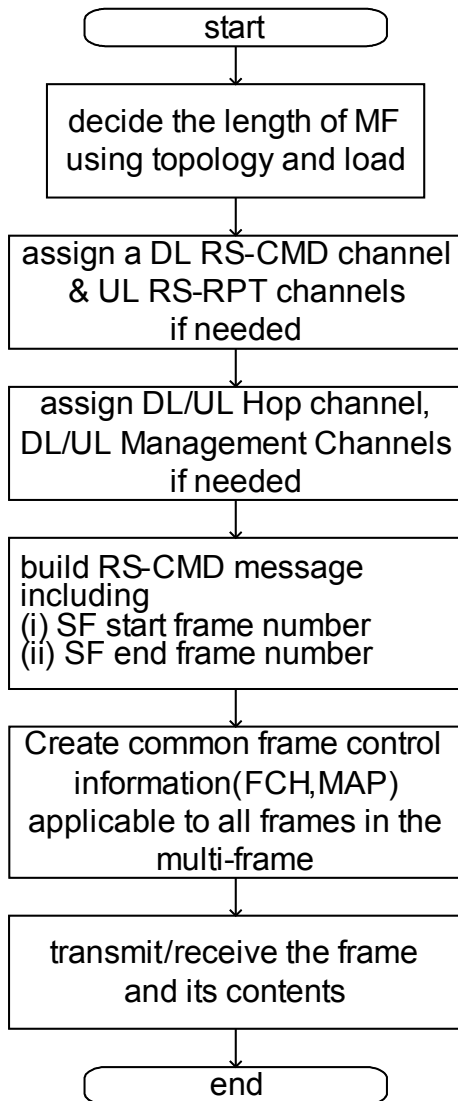 start
decide the length of MF
using topology and load
assign a DL RS-CMD channel
& UL RS-RPT channels
if needed
assign DL/UL Hop channel,
DL/UL Management Channels
if needed
build RS-CMD message
including
(i) SF start frame number
(ii) SF end frame number
Create common frame control
information(FCH,MAP)
applicable to all frames in the
multi-frame
transmit/receive the frame
and its contents
end